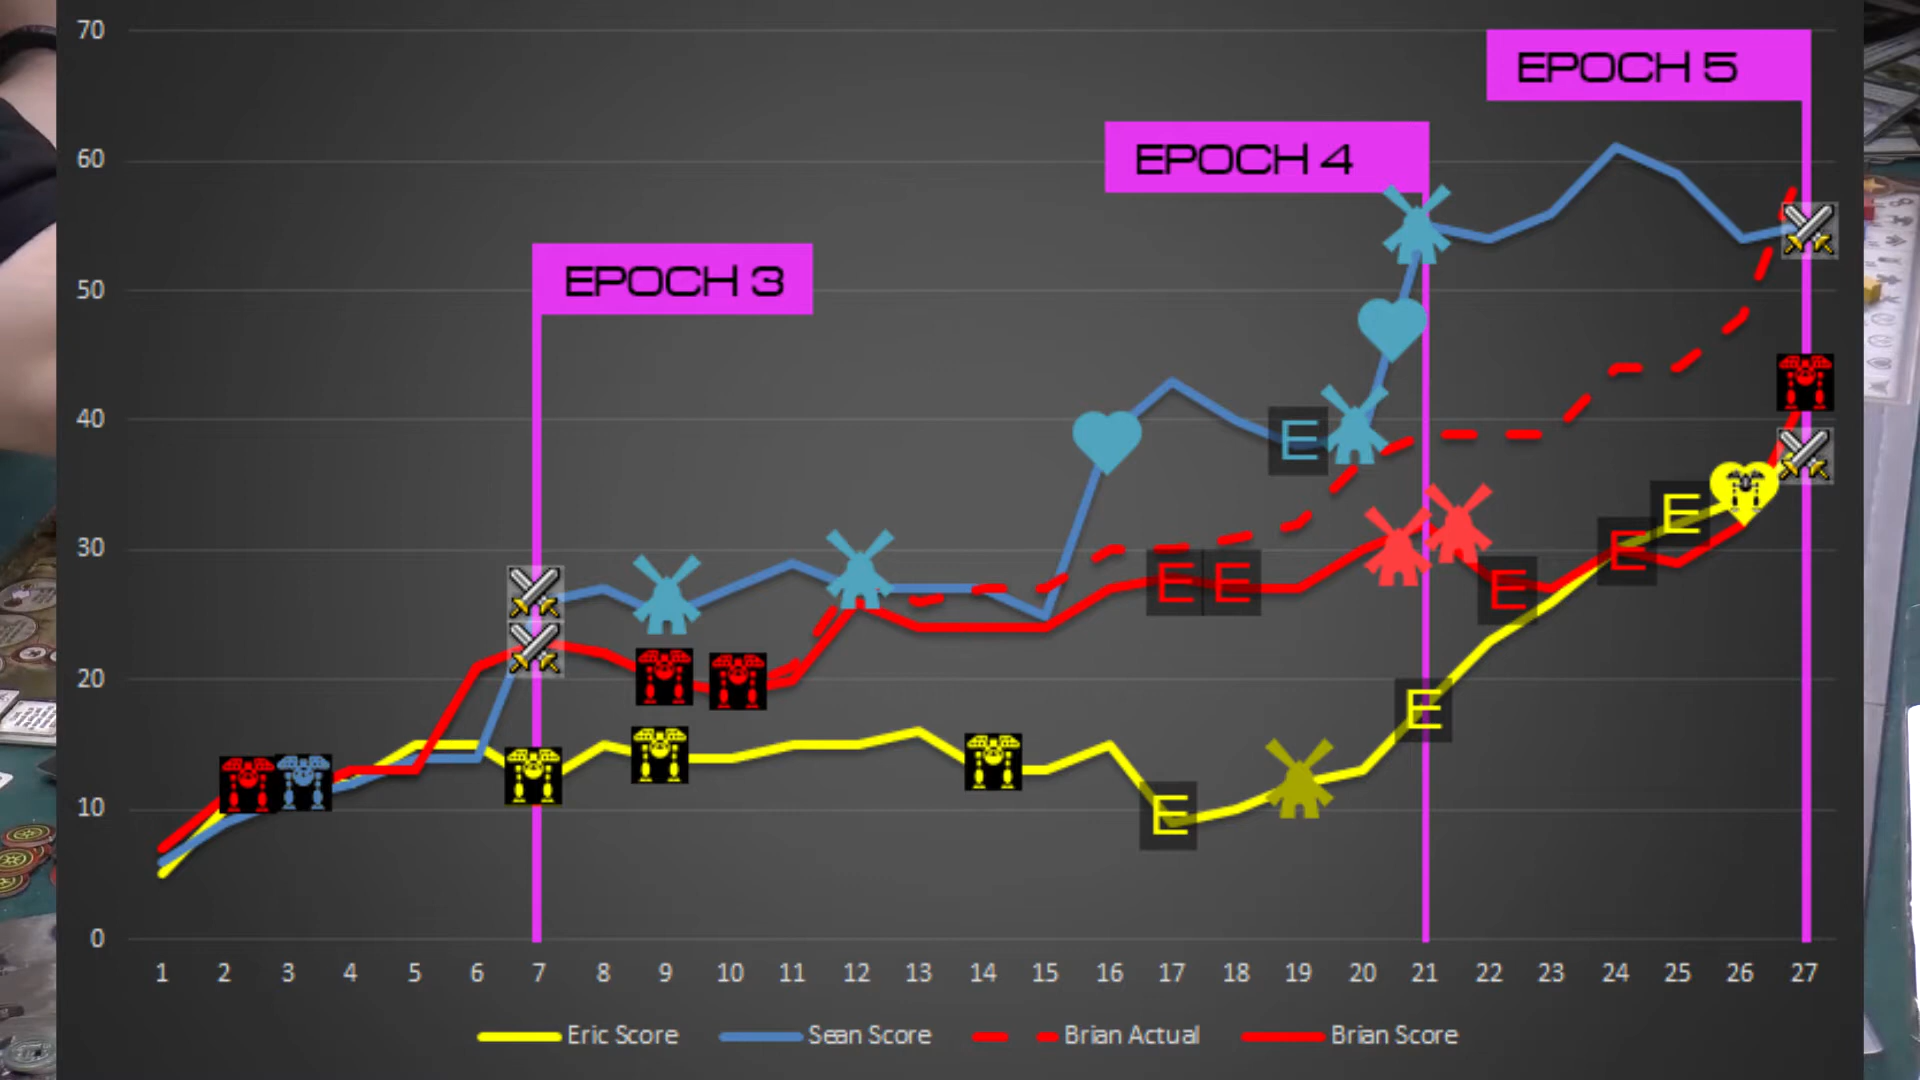 70
EPOCH 5
60
EPOCH 4
50
EPOCH 3
40
E
30
E E E E E
20
E
10
E
0
1 2 3 4 5 6 7 8 9 10 11 12 13 14 15 16 17 18 19 20 21 22 23 24 25 26 27
Eric Score Sean Score Brian Actual Brian Score